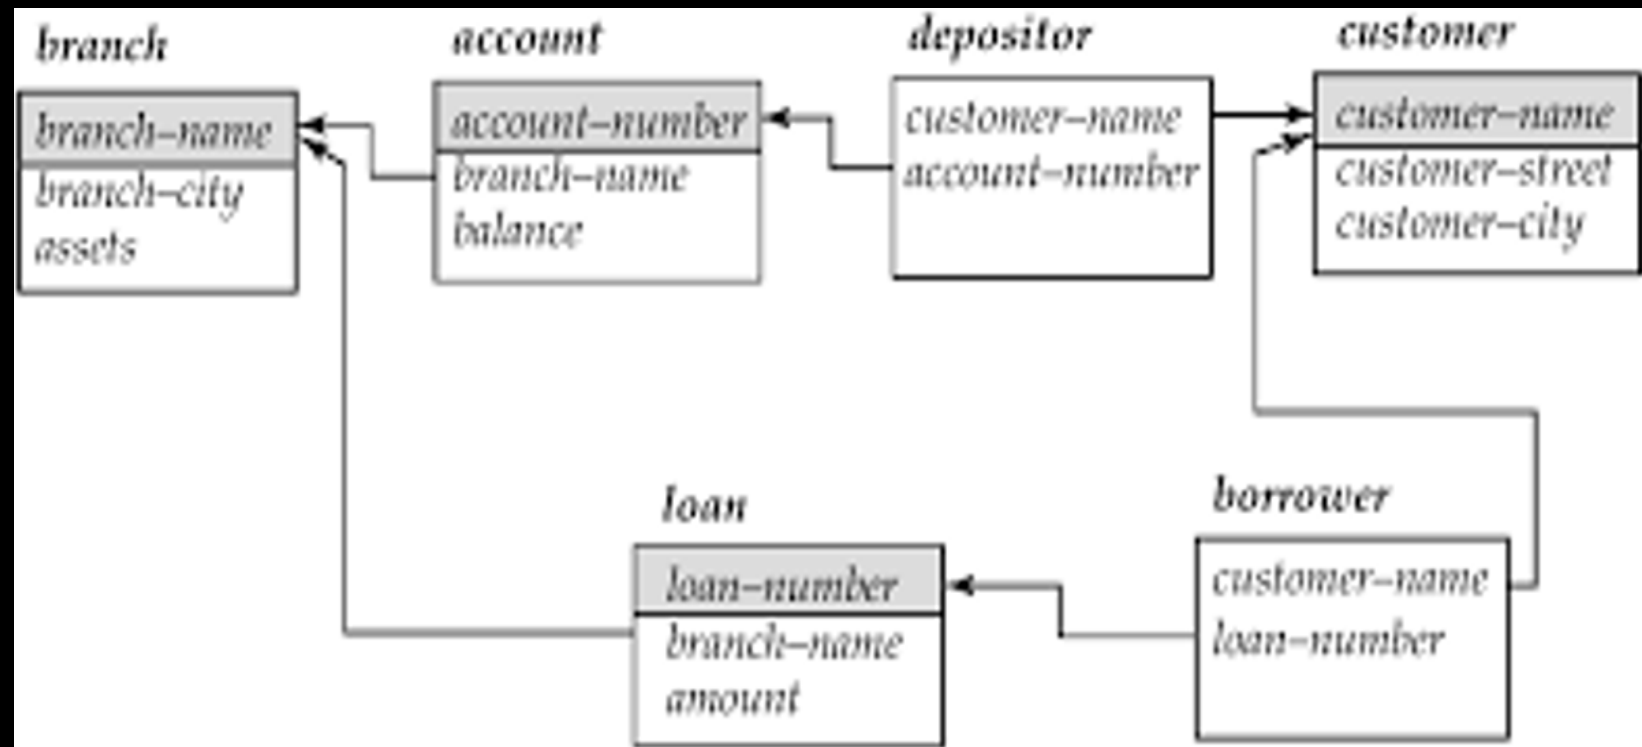 branch
branch–name
branch–city
assets
account
account–number
branch–name
balance
depositor
customer–name
account–number
customer
customer–name
customer–street
customer–city
loan
loan–number
branch–name
amount
borrower
customer–name
loan–number